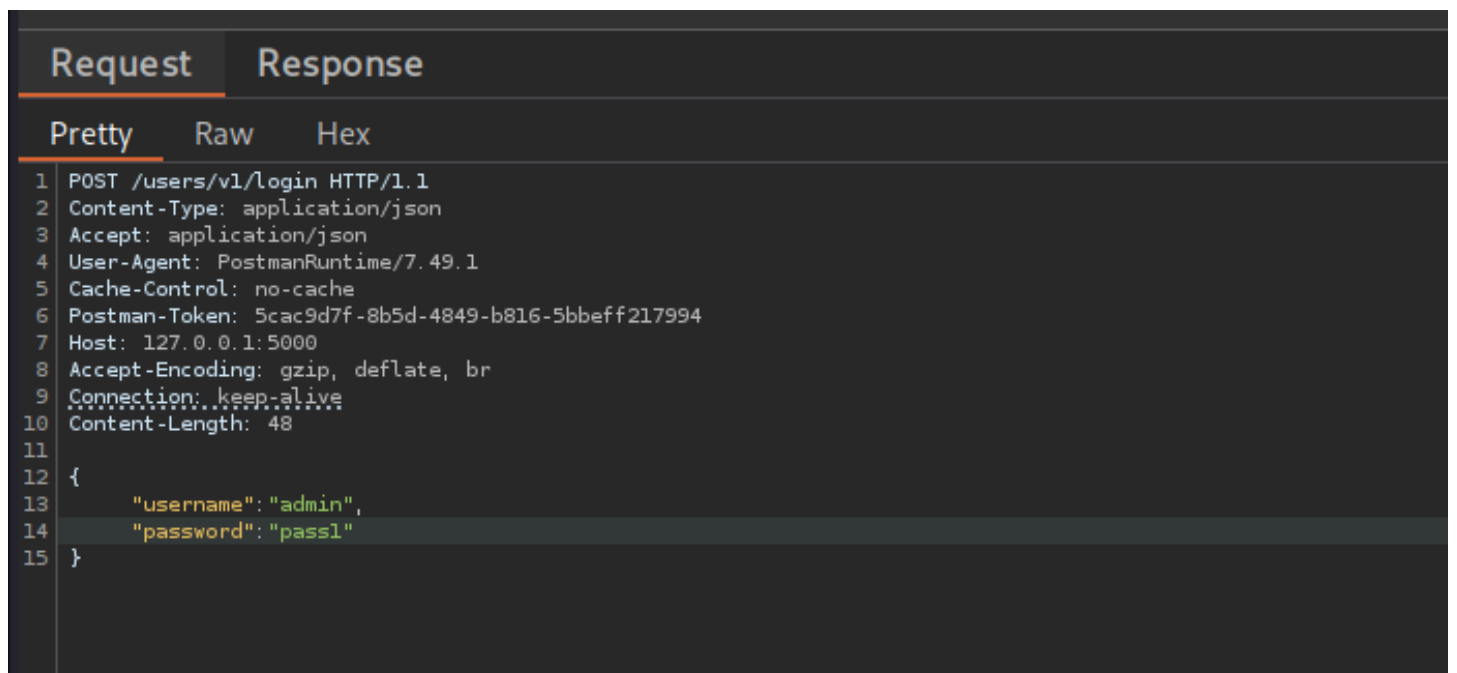 Request Response
Pretty Raw Hex
1 POST /users/v1/login HTTP/1.1
2 Content-Type: application/json
3 Accept: application/json
4 User-Agent: PostmanRuntime/7.49.1
5 Cache-Control: no-cache
6 Postman-Token: 5cac9d7f-8b5d-4849-b816-5bbeff217994
7 Host: 127.0.0.1:5000
8 Accept-Encoding: gzip, deflate, br
9 Connection: keep-alive
10 Content-Length: 48
11
12 {
13 "username":"admin",
14 "password":"pass1"
15 }